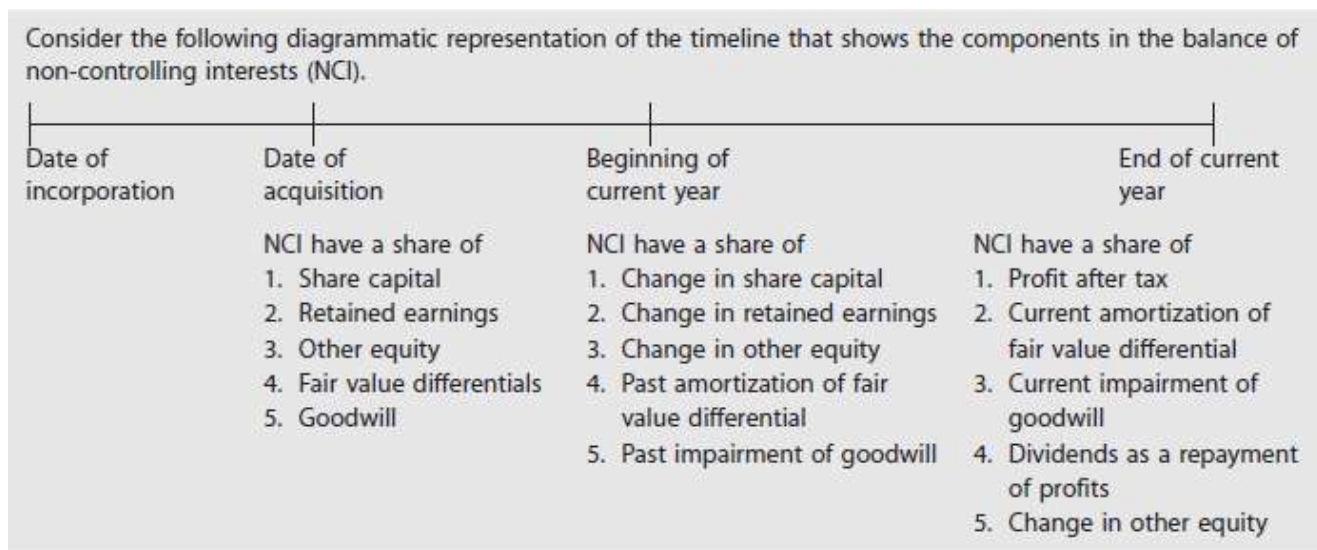 Consider the following diagrammatic representation of the timeline that shows the components in the balance of
non-controlling interests (NCI).
Date of
incorporation
Date of
acquisition
Beginning of
current year
End of current
year
NCI have a share of
1. Share capital
2. Retained earnings
3. Other equity
4. Fair value differentials
5. Goodwill
NCI have a share of
1. Change in share capital
2. Change in retained earnings
3. Change in other equity
4. Past amortization of fair
value differential
5. Past impairment of goodwill
NCI have a share of
1. Profit after tax
2. Current amortization of
fair value differential
3. Current impairment of
goodwill
4. Dividends as a repayment
of profits
5. Change in other equity